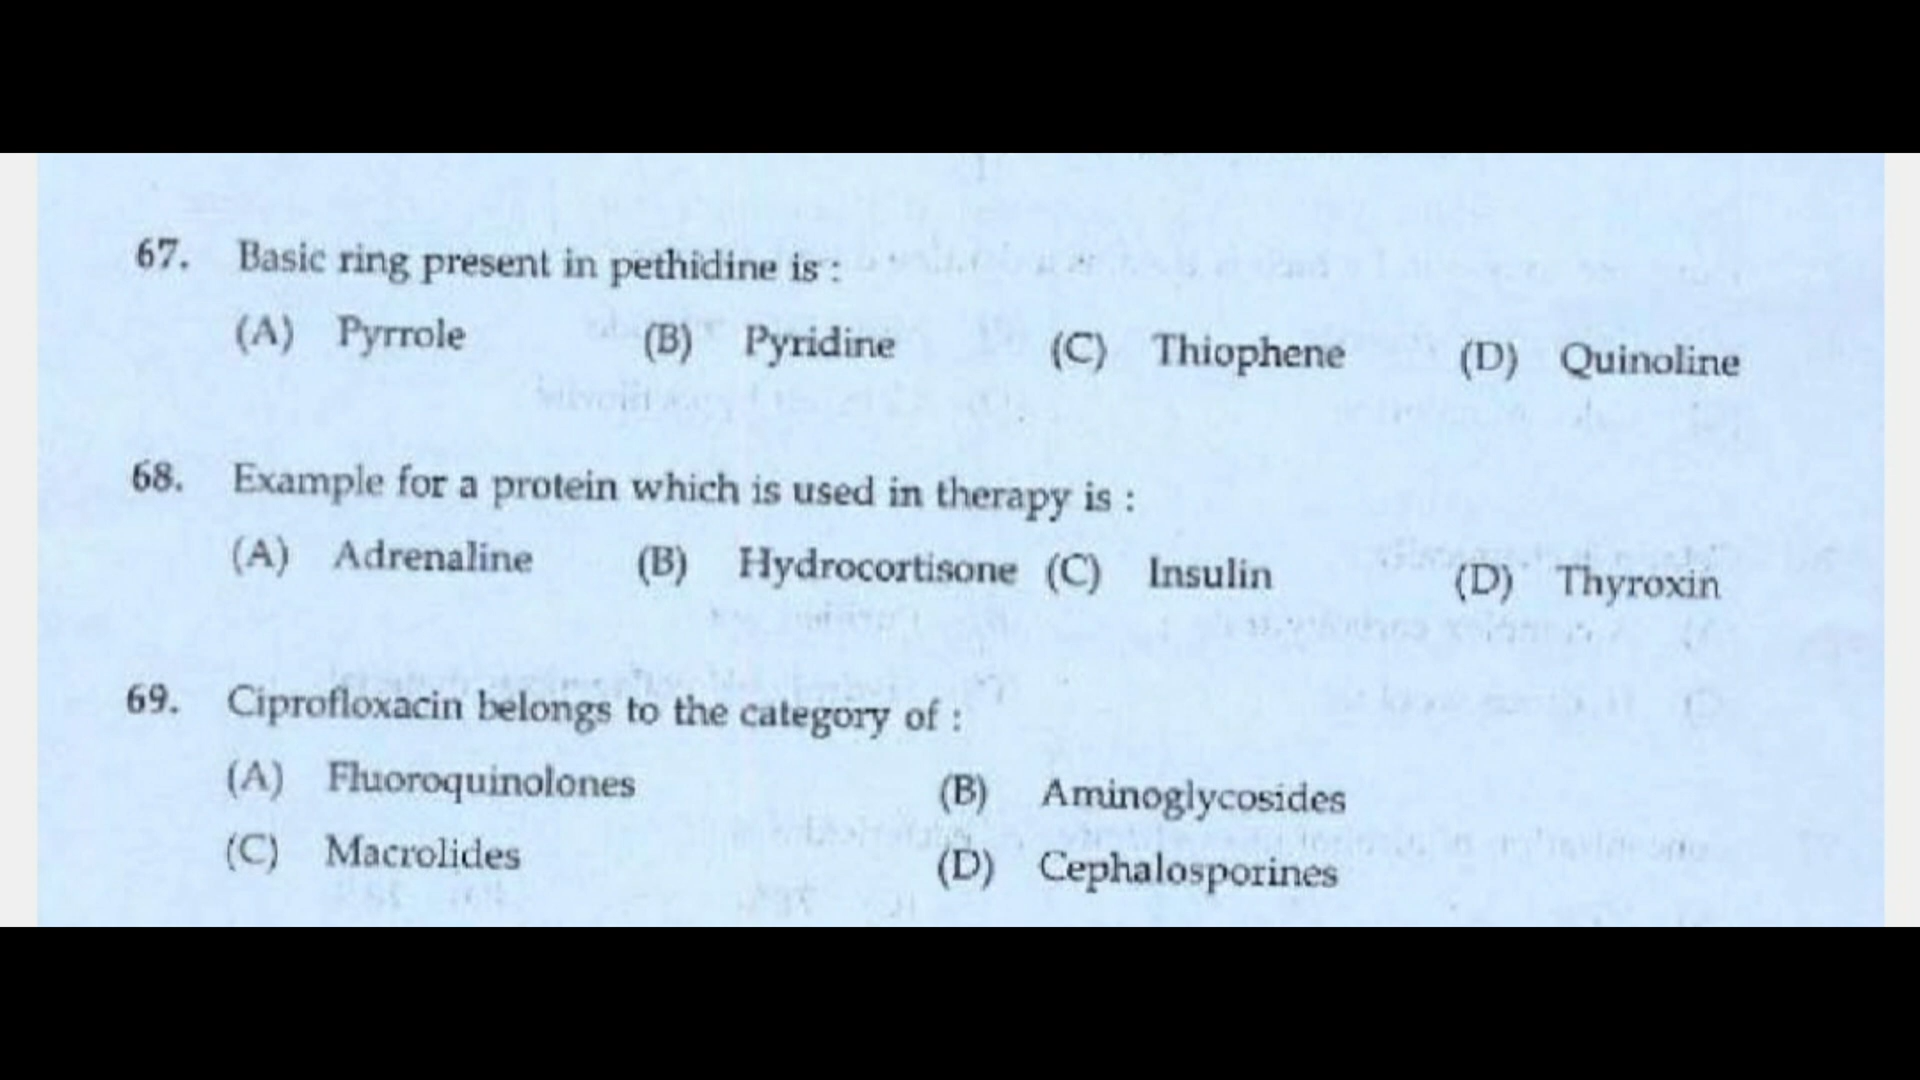 67. Basic ring present in pethidine is :
(A) Pyrrole (B) Pyridine (C) Thiophene (D) Quinoline
68. Example for a protein which is used in therapy is :
(A) Adrenaline (B) Hydrocortisone (C) Insulin (D) Thyroxin
69. Ciprofloxacin belongs to the category of :
(A) Fluoroquinolones (B) Aminoglycosides
(C) Macrolides (D) Cephalosporines